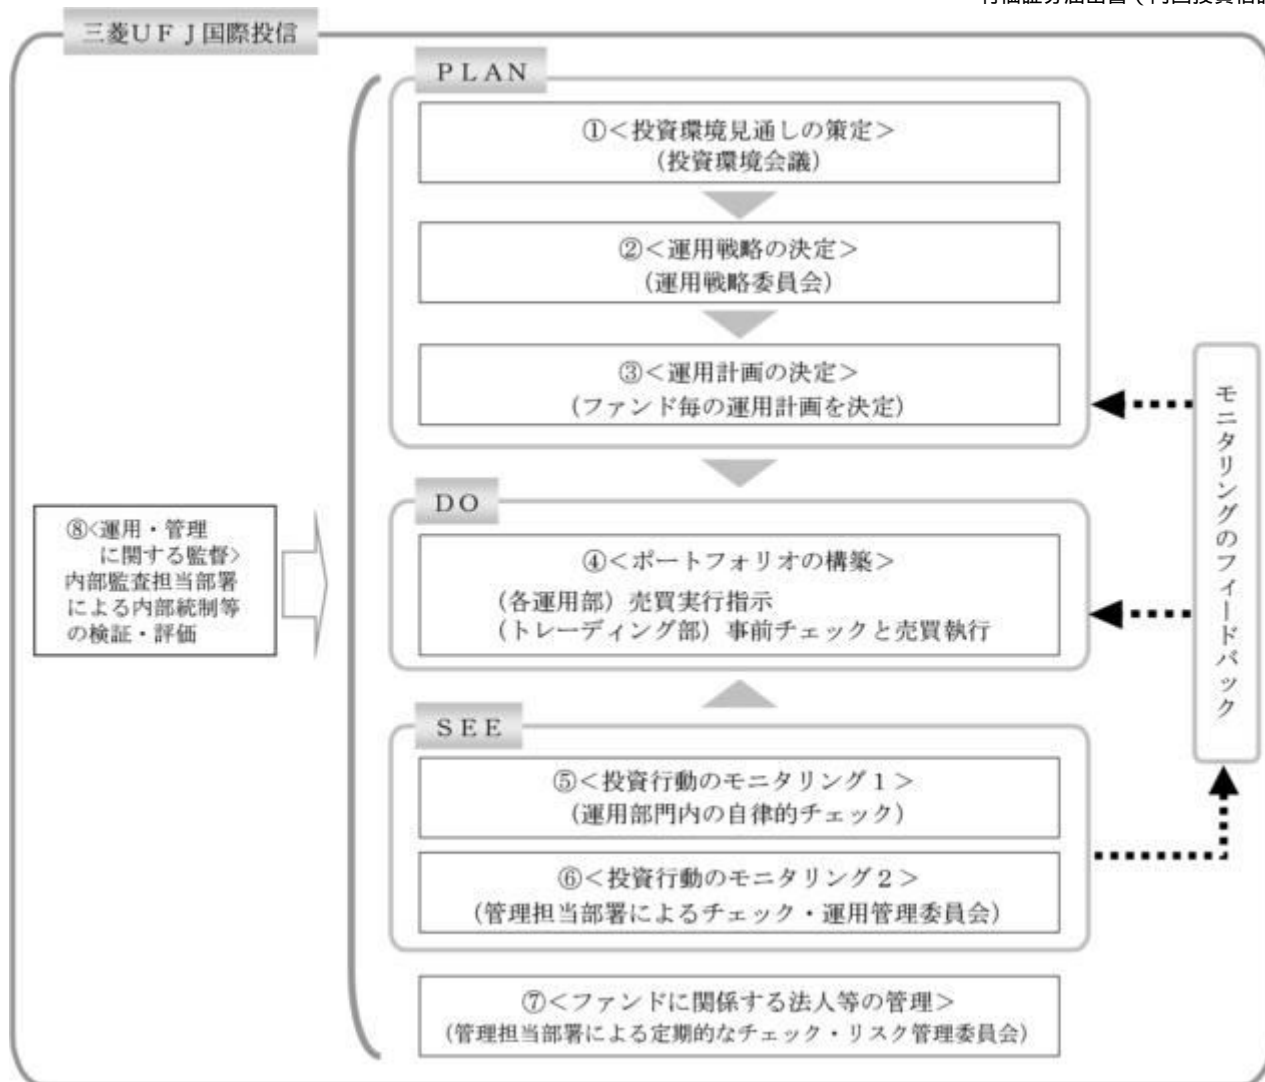 三菱UFJ国際投信
PLAN
①<投資環境見通しの策定>
(投資環境会議)
②<運用戦略の決定>
(運用戦略委員会)
③<運用計画の決定>
(ファンド毎の運用計画を決定)
DO
④<ポートフォリオの構築>
(各運用部)売買実行指示
(トレーディング部)事前チェックと売買執行
SEE
⑤<投資行動のモニタリング1>
(運用部門内の自律的チェック)
⑥<投資行動のモニタリング2>
(管理担当部署によるチェック・運用管理委員会)
⑦<ファンドに関係する法人等の管理>
(管理担当部署による定期的なチェック・リスク管理委員会)
⑧<運用・管理
に関する監督>
内部監査担当部署
による内部統制等
の検証・評価
モニタリングのフィードバック